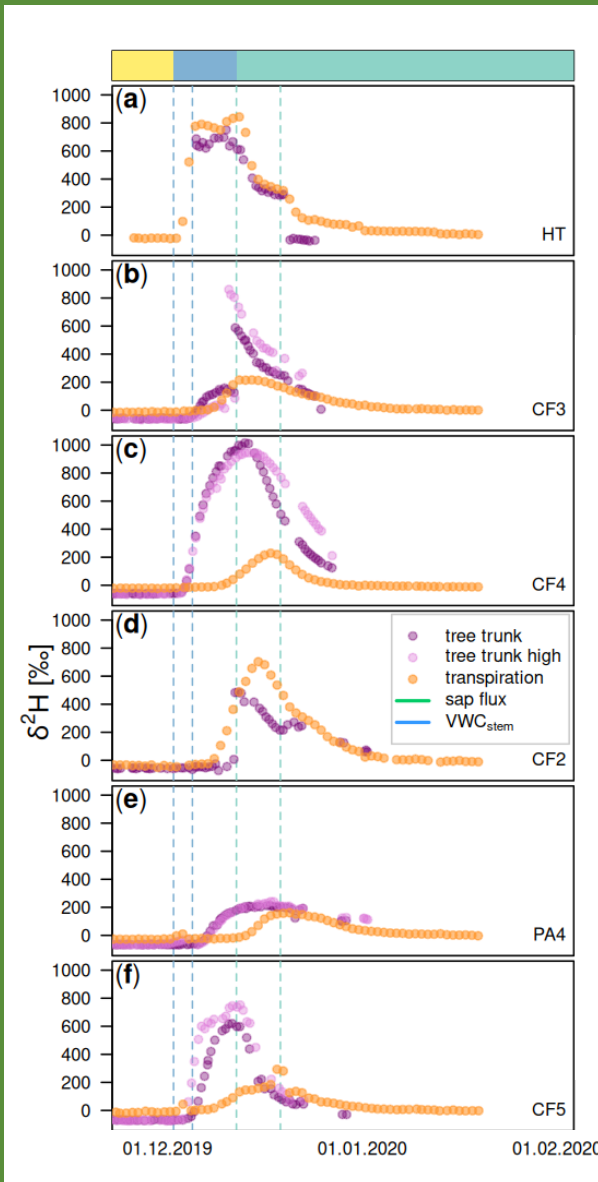 (a)
1000
800
600
400
200
0
HT
(b)
1000
800
600
400
200
0
CF3
(c)
1000
800
600
400
200
0
CF4
(d)
1000
800
600
400
200
0
tree trunk
tree trunk high
transpiration
sap flux
VWCstem
CF2
δ²H [‰]
(e)
1000
800
600
400
200
0
PA4
(f)
1000
800
600
400
200
0
CF5
01.12.2019 01.01.2020 01.02.2020